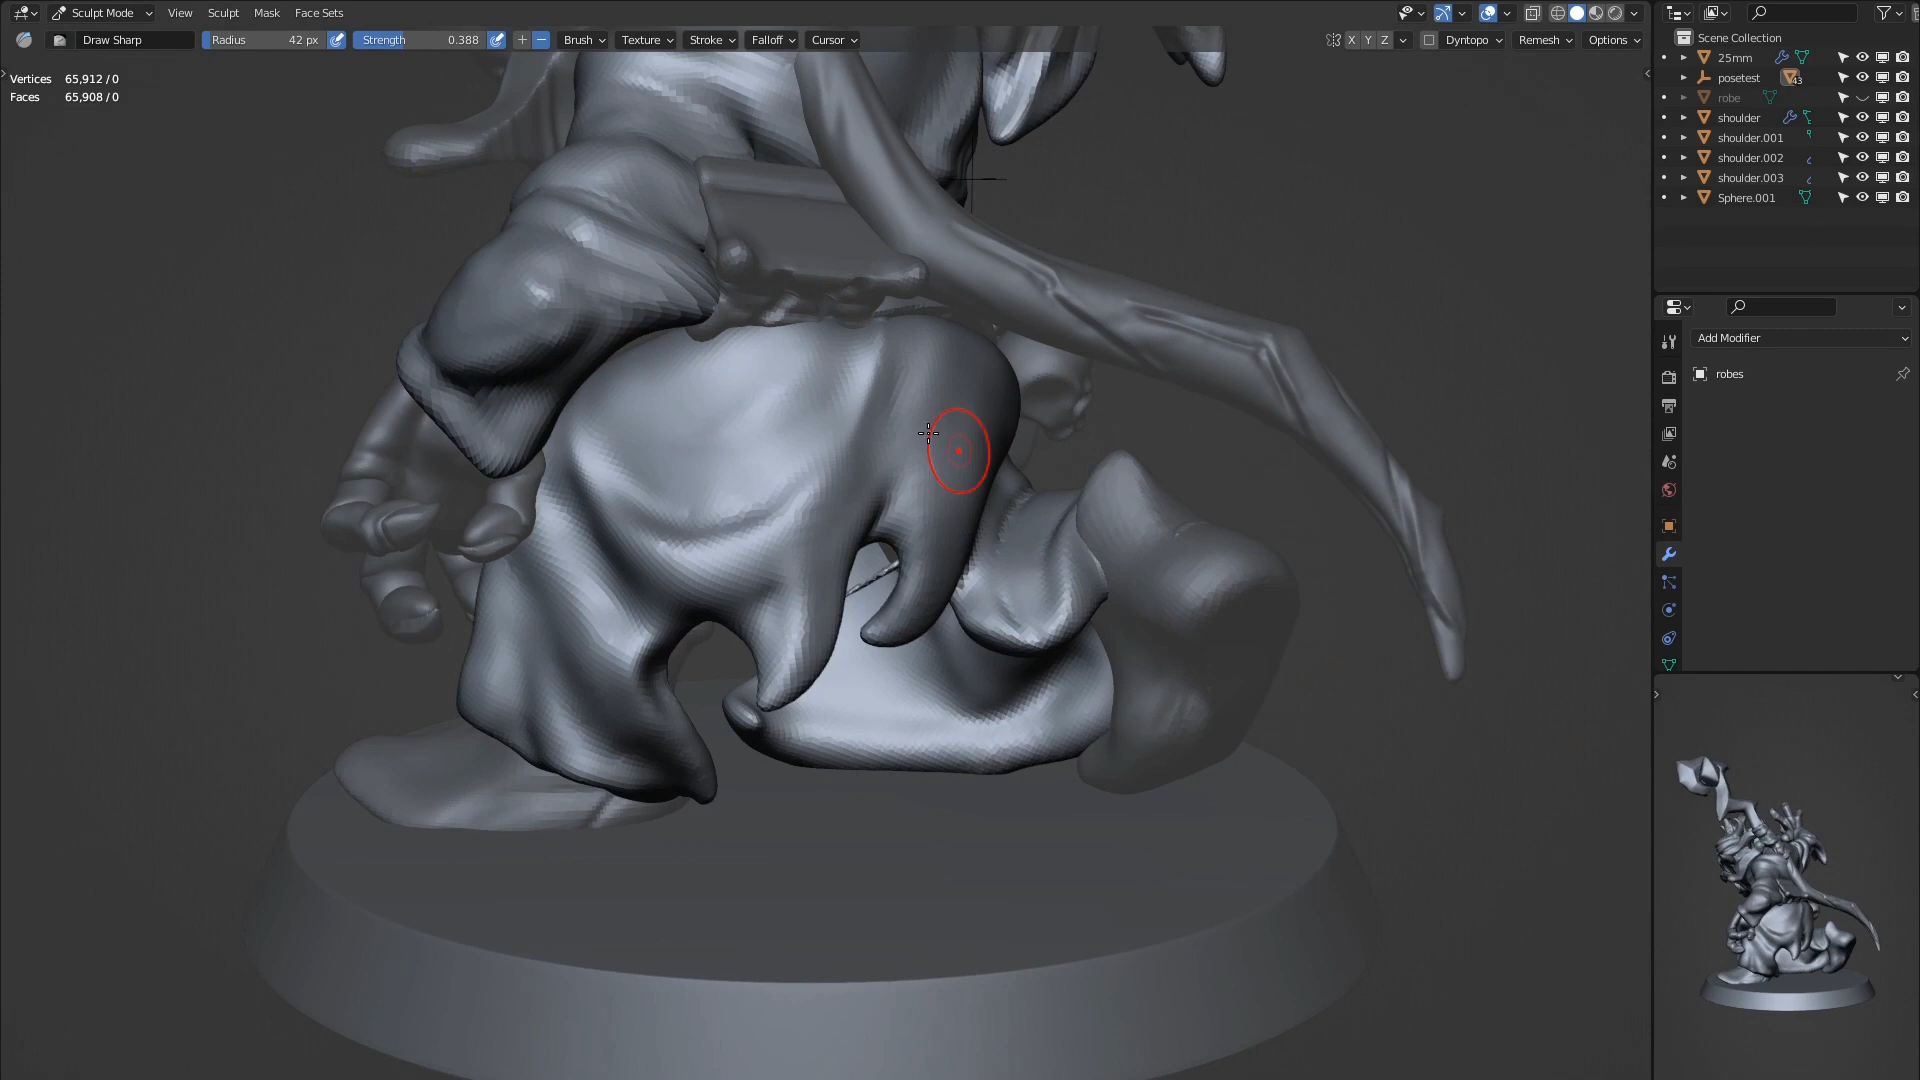 Sculpt Mode View Sculpt Mask Face Sets
Draw Sharp Radius 42 px Strength 0.388 Brush Texture Stroke Falloff Cursor X Y Z Dyntopo Remesh Options
Vertices 65,912 / 0
Faces 65,908 / 0
Scene Collection
25mm
posetest 43
robe
shoulder
shoulder.001
shoulder.002
shoulder.003
Sphere.001
Add Modifier
robes